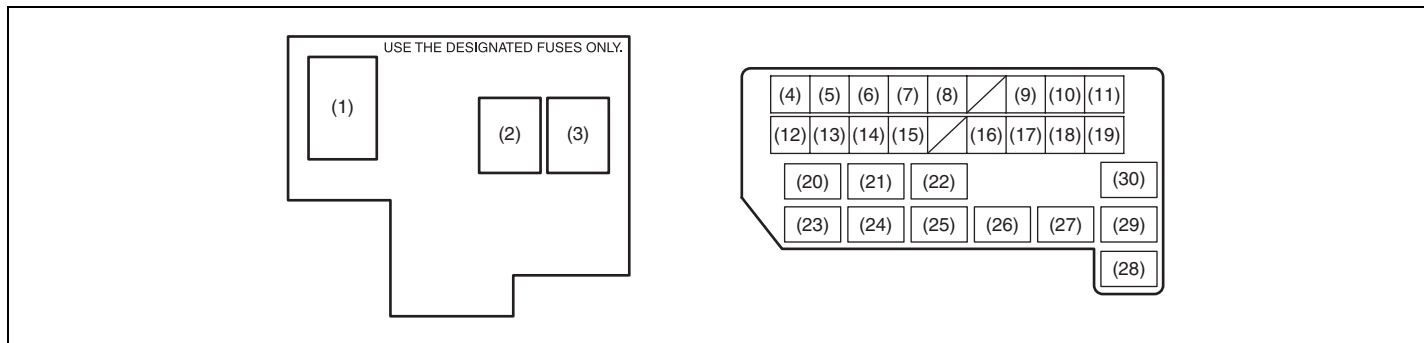 USE THE DESIGNATED FUSES ONLY.
(1)
(2) (3)
(4) (5) (6) (7) (8) (9) (10) (11)
(12) (13) (14) (15) (16) (17) (18) (19)
(20) (21) (22) (30)
(23) (24) (25) (26) (27) (29)
(28)